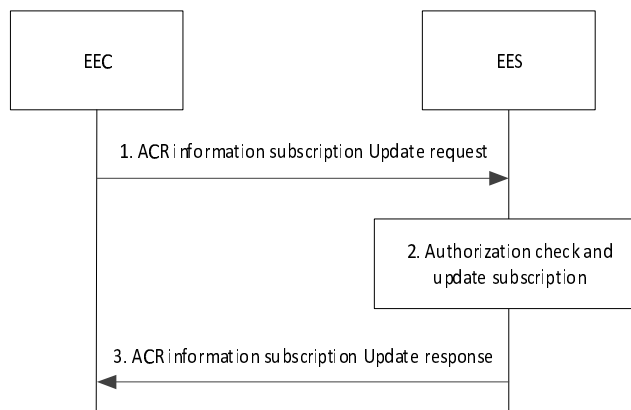 EEC
EES
1. ACR information subscription Update request
2. Authorization check and
update subscription
3. ACR information subscription Update response